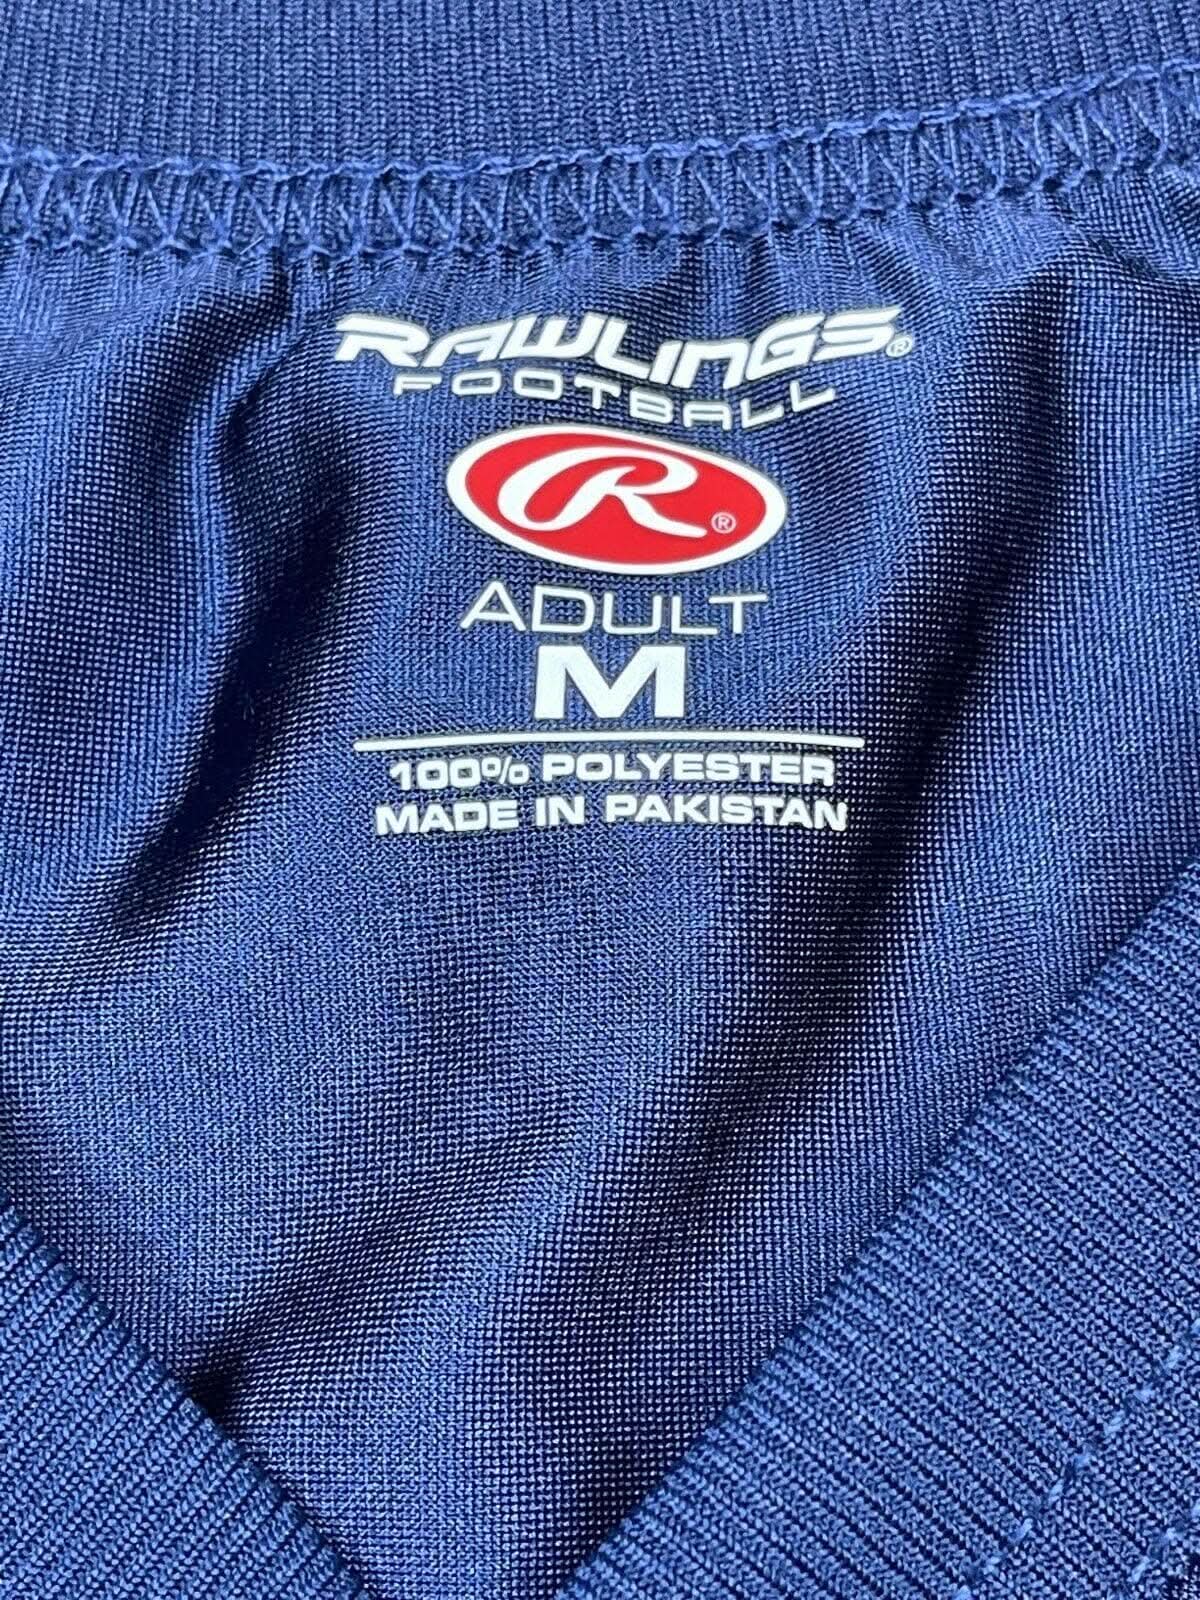 RAWLINGS®
FOOTBALL
R®
ADULT
M
100% POLYESTER
MADE IN PAKISTAN